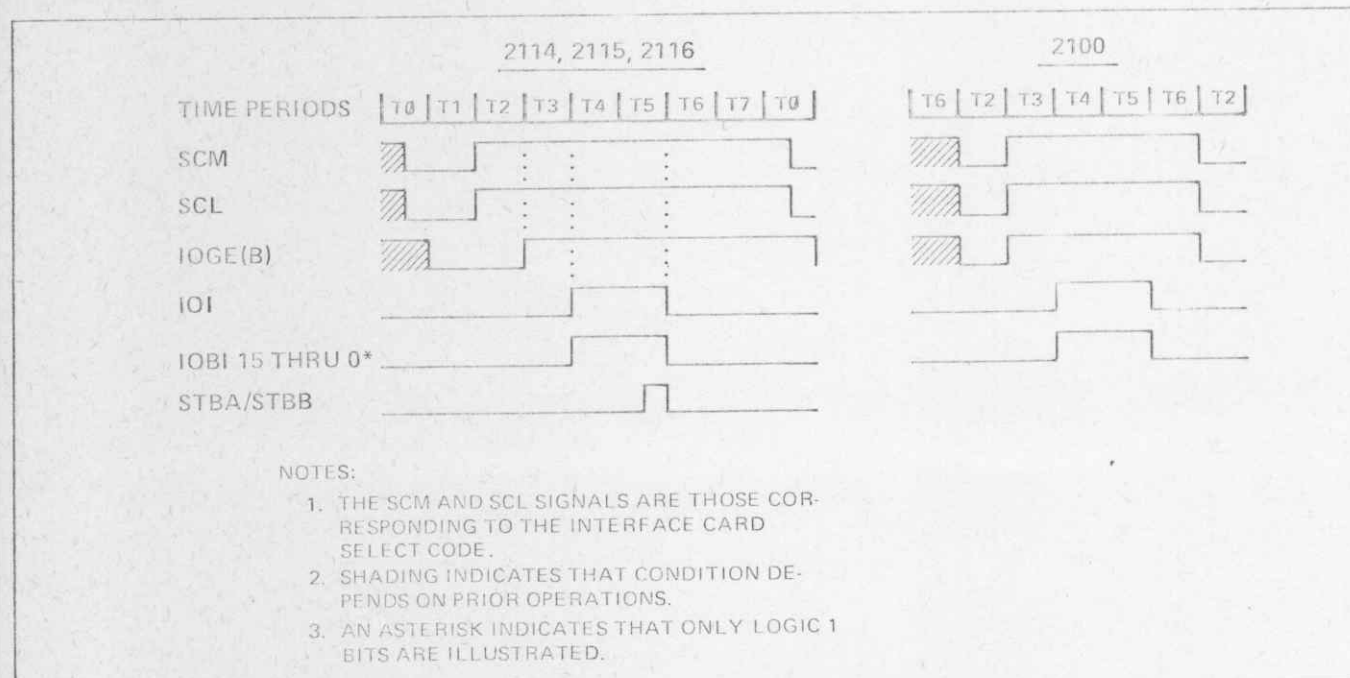 2114, 2115, 2116
2100
TIME PERIODS T0 T1 T2 T3 T4 T5 T6 T7 T0
T6 T2 T3 T4 T5 T6 T2
SCM
SCL
IOGE(B)
IOI
IOBI 15 THRU 0*
STBA/STBB
NOTES:
1. THE SCM AND SCL SIGNALS ARE THOSE COR-
RESPONDING TO THE INTERFACE CARD
SELECT CODE.
2. SHADING INDICATES THAT CONDITION DE-
PENDS ON PRIOR OPERATIONS.
3. AN ASTERISK INDICATES THAT ONLY LOGIC 1
BITS ARE ILLUSTRATED.